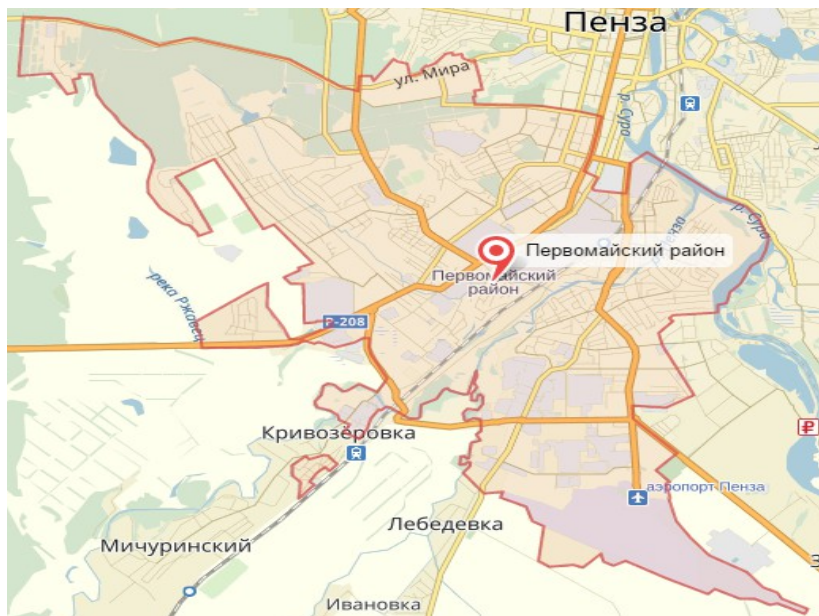 Пенза
ул. Мира
р. Суро
р. Суро
Первомайский район
Первомайский
район
река Ржавец
Р-208
Кривозёровка
₽
аэропорт Пенза
Лебедевка
Мичуринский
Ивановка